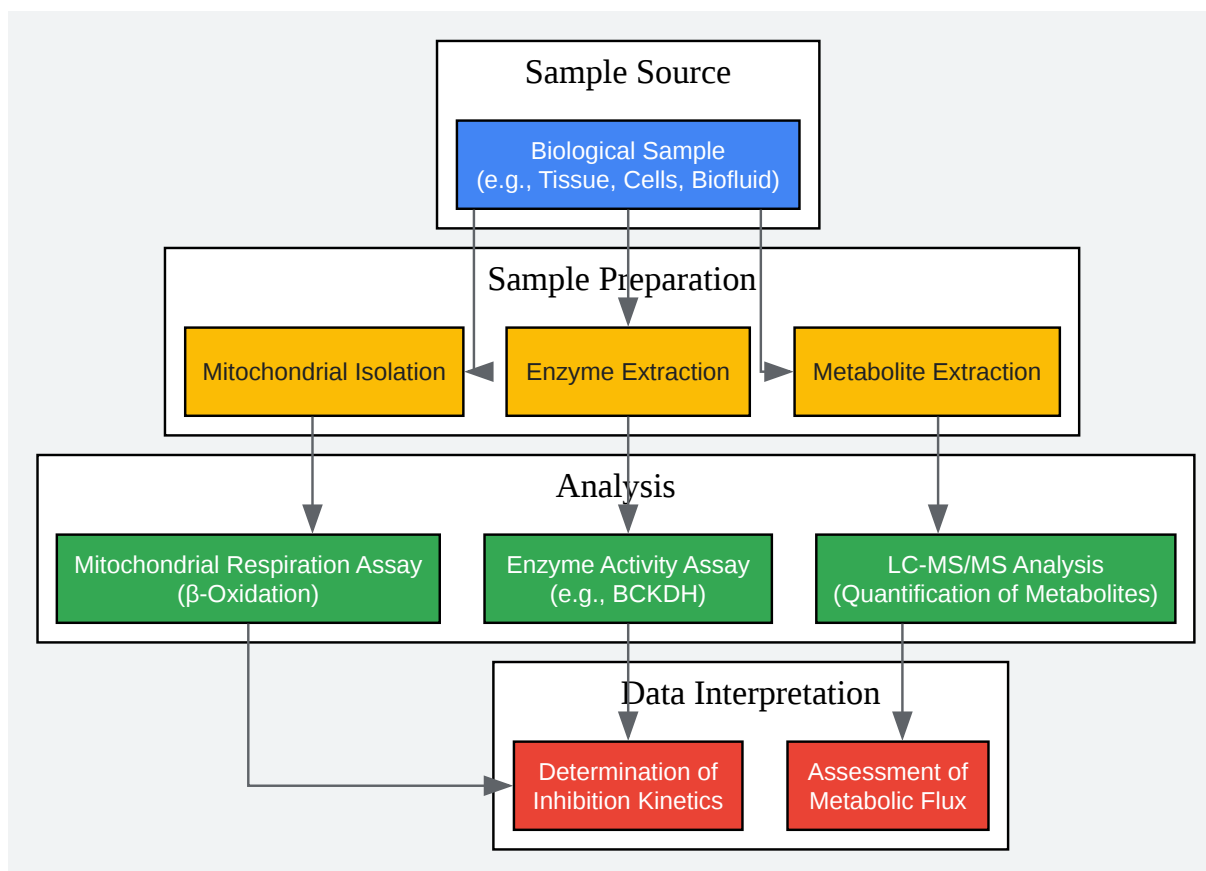 Sample Source
Biological Sample
(e.g., Tissue, Cells, Biofluid)
Sample Preparation
Mitochondrial Isolation
Enzyme Extraction
Metabolite Extraction
Analysis
Mitochondrial Respiration Assay
(β-Oxidation)
Enzyme Activity Assay
(e.g., BCKDH)
LC-MS/MS Analysis
(Quantification of Metabolites)
Data Interpretation
Determination of
Inhibition Kinetics
Assessment of
Metabolic Flux